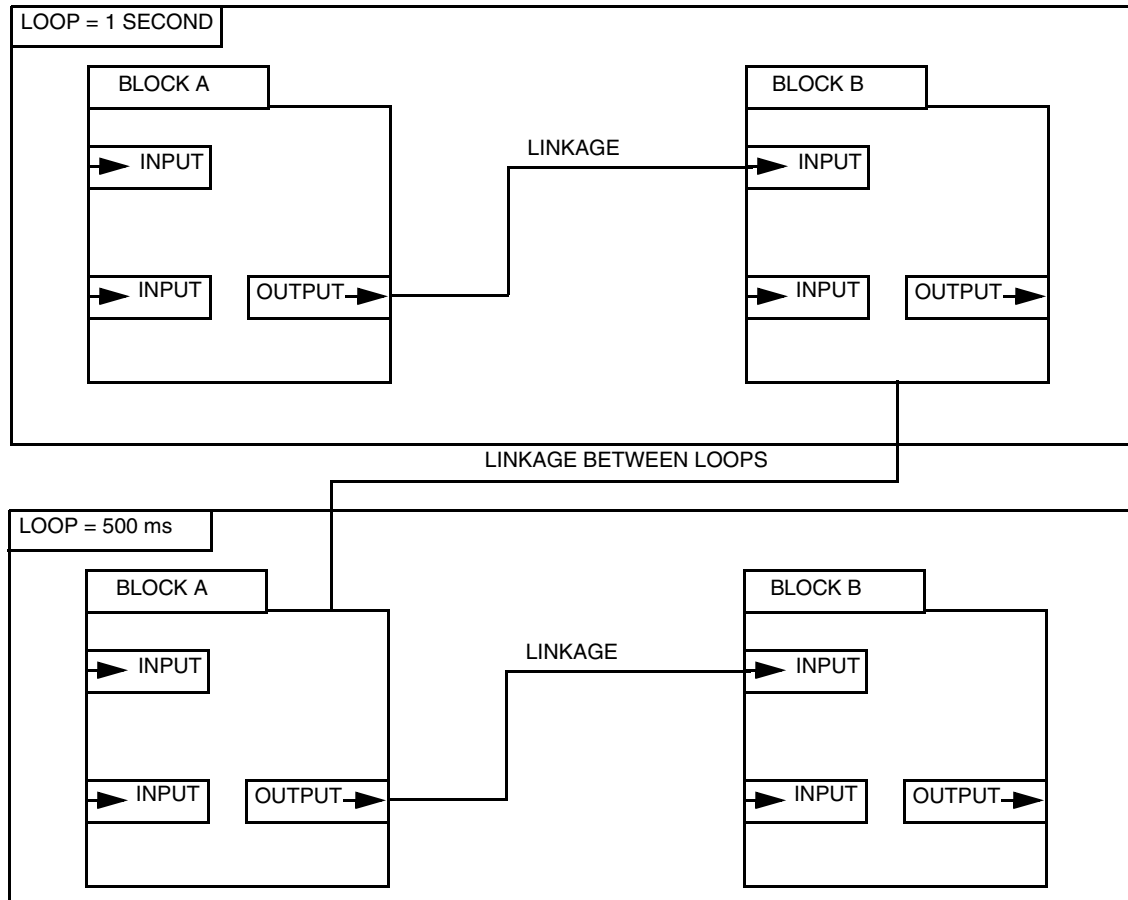 LOOP = 1 SECOND
BLOCK A
BLOCK B
LINKAGE
INPUT
INPUT
INPUT
OUTPUT
INPUT
OUTPUT
LINKAGE BETWEEN LOOPS
LOOP = 500 ms
BLOCK A
BLOCK B
LINKAGE
INPUT
INPUT
INPUT
OUTPUT
INPUT
OUTPUT